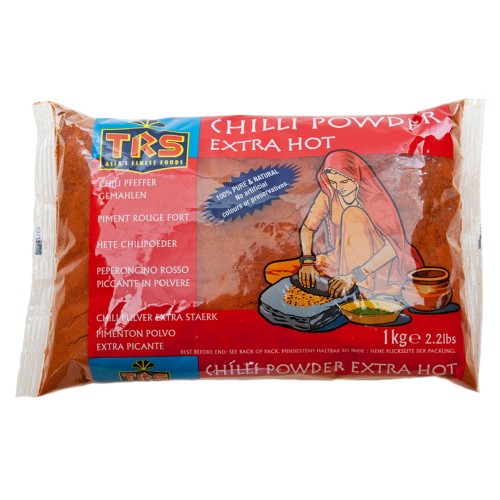 CHILLI POWDER
EXTRA HOT
TRS
ASIA'S FINEST FOODS
100% PURE & NATURAL
No artificial
colours or preservatives.
CHILI PFEFFER
GEMAHLEN
PIMENT ROUGE FORT
HETE CHILIPOEDER
PEPERONCINO ROSSO
PICCANTE IN POLVERE
CHILIPULVER EXTRA STAERK
PIMENTON POLVO
EXTRA PICANTE
1kg e 2.2lbs
BEST BEFORE END: SEE BACK OF PACK. MINDESTENS HALTBAR BIS ENDE : SIEHE RUCKSEITE DER PACKUNG.
TRS
CHILLI POWDER EXTRA HOT